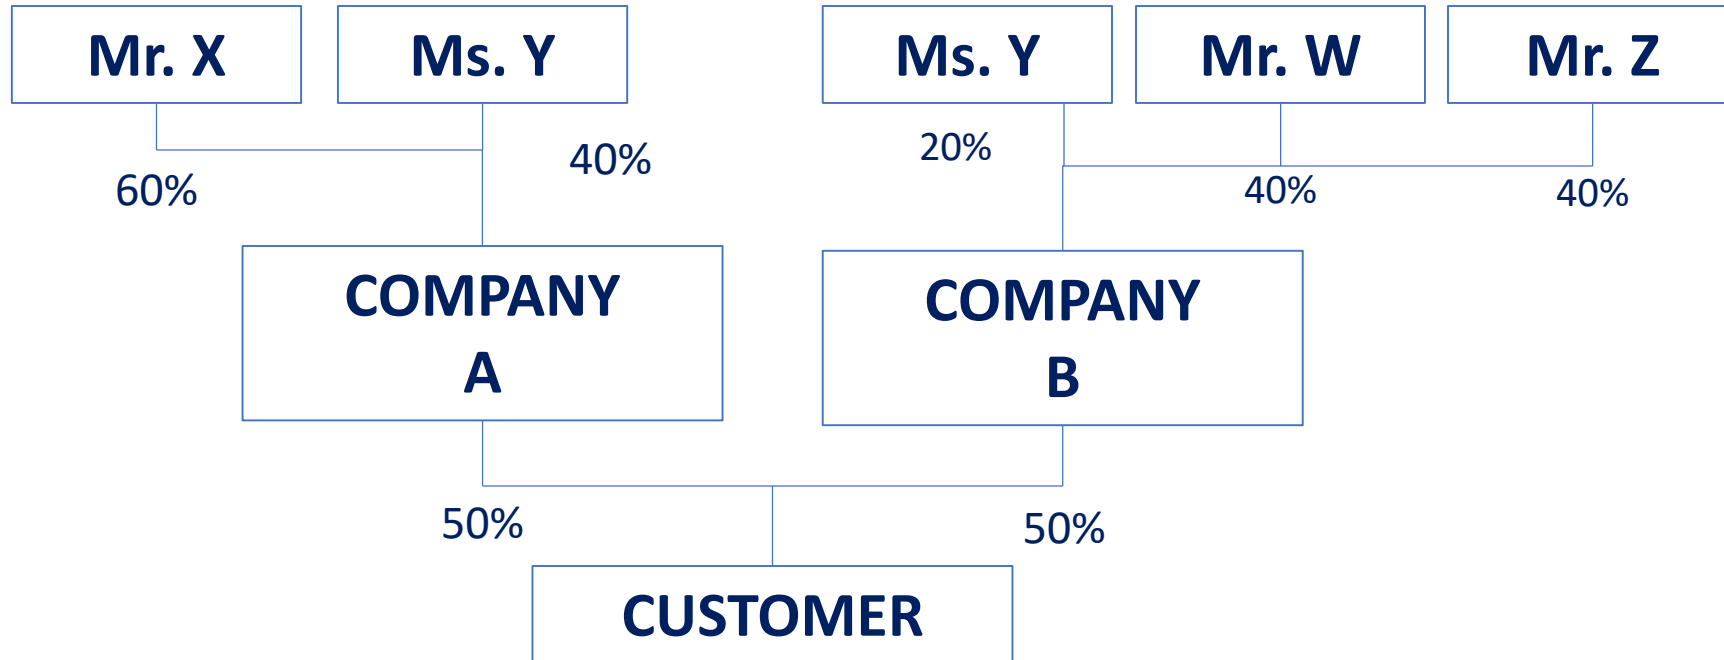 Mr. X
Ms. Y
Ms. Y
Mr. W
Mr. Z
60%
40%
20%
40%
40%
COMPANY
A
COMPANY
B
50%
50%
CUSTOMER